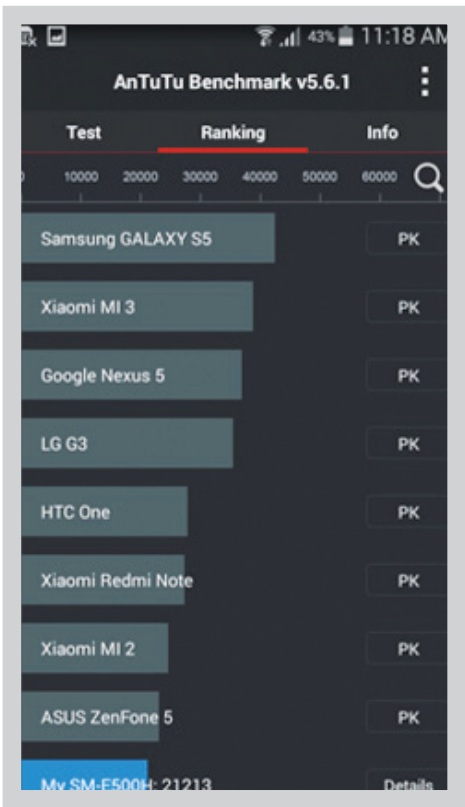 43% 11:18 AM
AnTuTu Benchmark v5.6.1
Test Ranking Info
10000 20000 30000 40000 50000 60000
Samsung GALAXY S5 PK
Xiaomi MI 3 PK
Google Nexus 5 PK
LG G3 PK
HTC One PK
Xiaomi Redmi Note PK
Xiaomi MI 2 PK
ASUS ZenFone 5 PK
My SM-E500H: 21213 Details